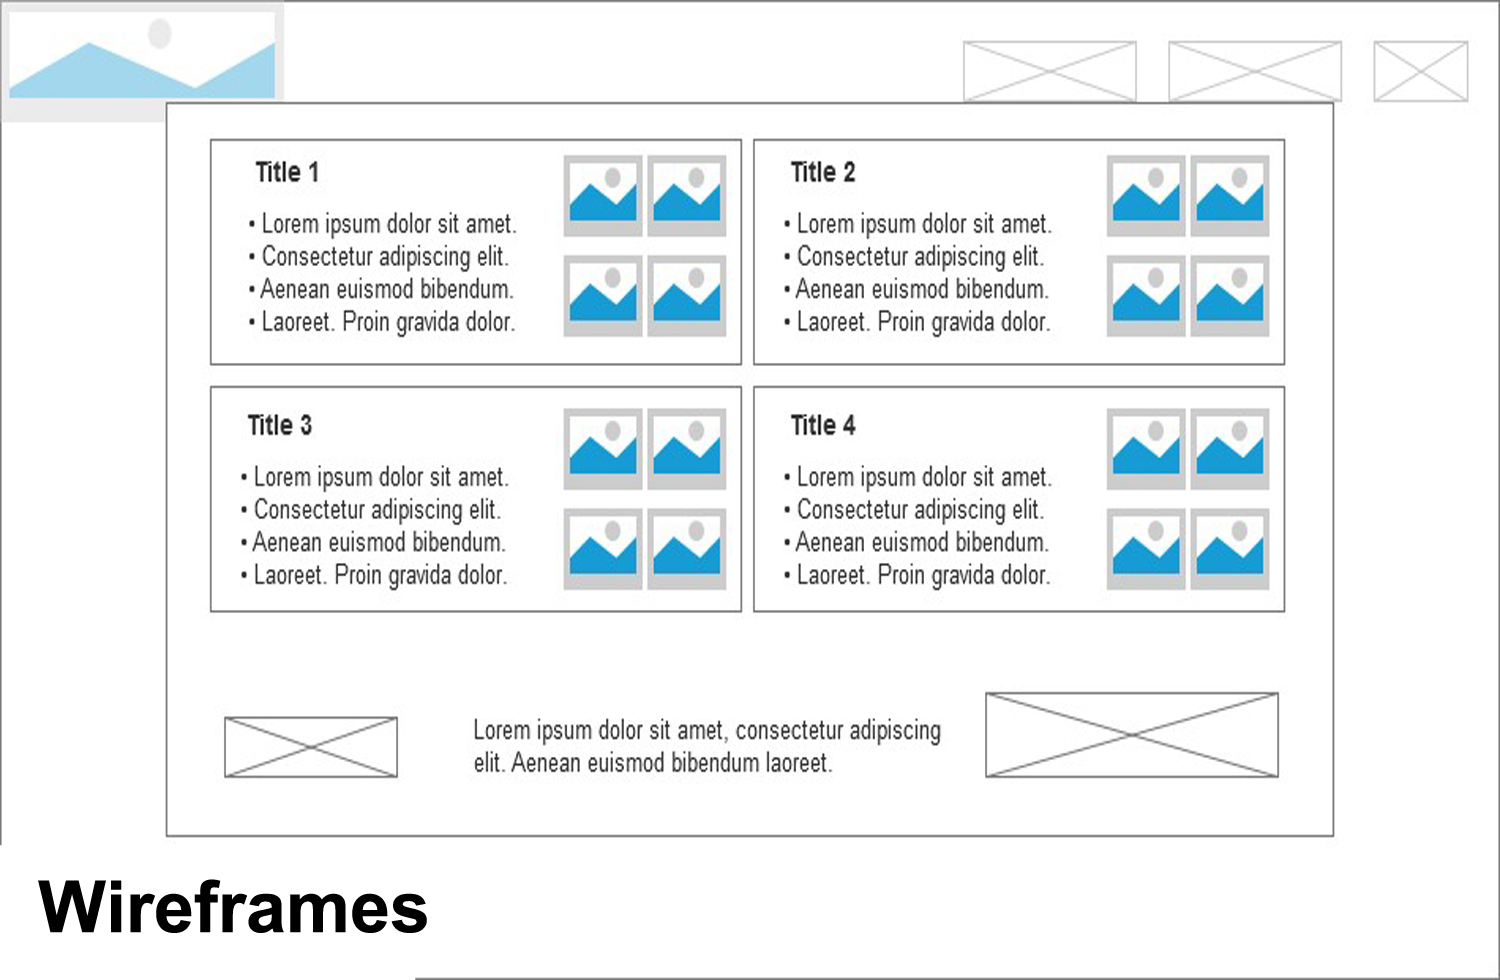 Title 1
• Lorem ipsum dolor sit amet.
• Consectetur adipiscing elit.
• Aenean euismod bibendum.
• Laoreet. Proin gravida dolor.
Title 2
• Lorem ipsum dolor sit amet.
• Consectetur adipiscing elit.
• Aenean euismod bibendum.
• Laoreet. Proin gravida dolor.
Title 3
• Lorem ipsum dolor sit amet.
• Consectetur adipiscing elit.
• Aenean euismod bibendum.
• Laoreet. Proin gravida dolor.
Title 4
• Lorem ipsum dolor sit amet.
• Consectetur adipiscing elit.
• Aenean euismod bibendum.
• Laoreet. Proin gravida dolor.
Lorem ipsum dolor sit amet, consectetur adipiscing
elit. Aenean euismod bibendum laoreet.
Wireframes